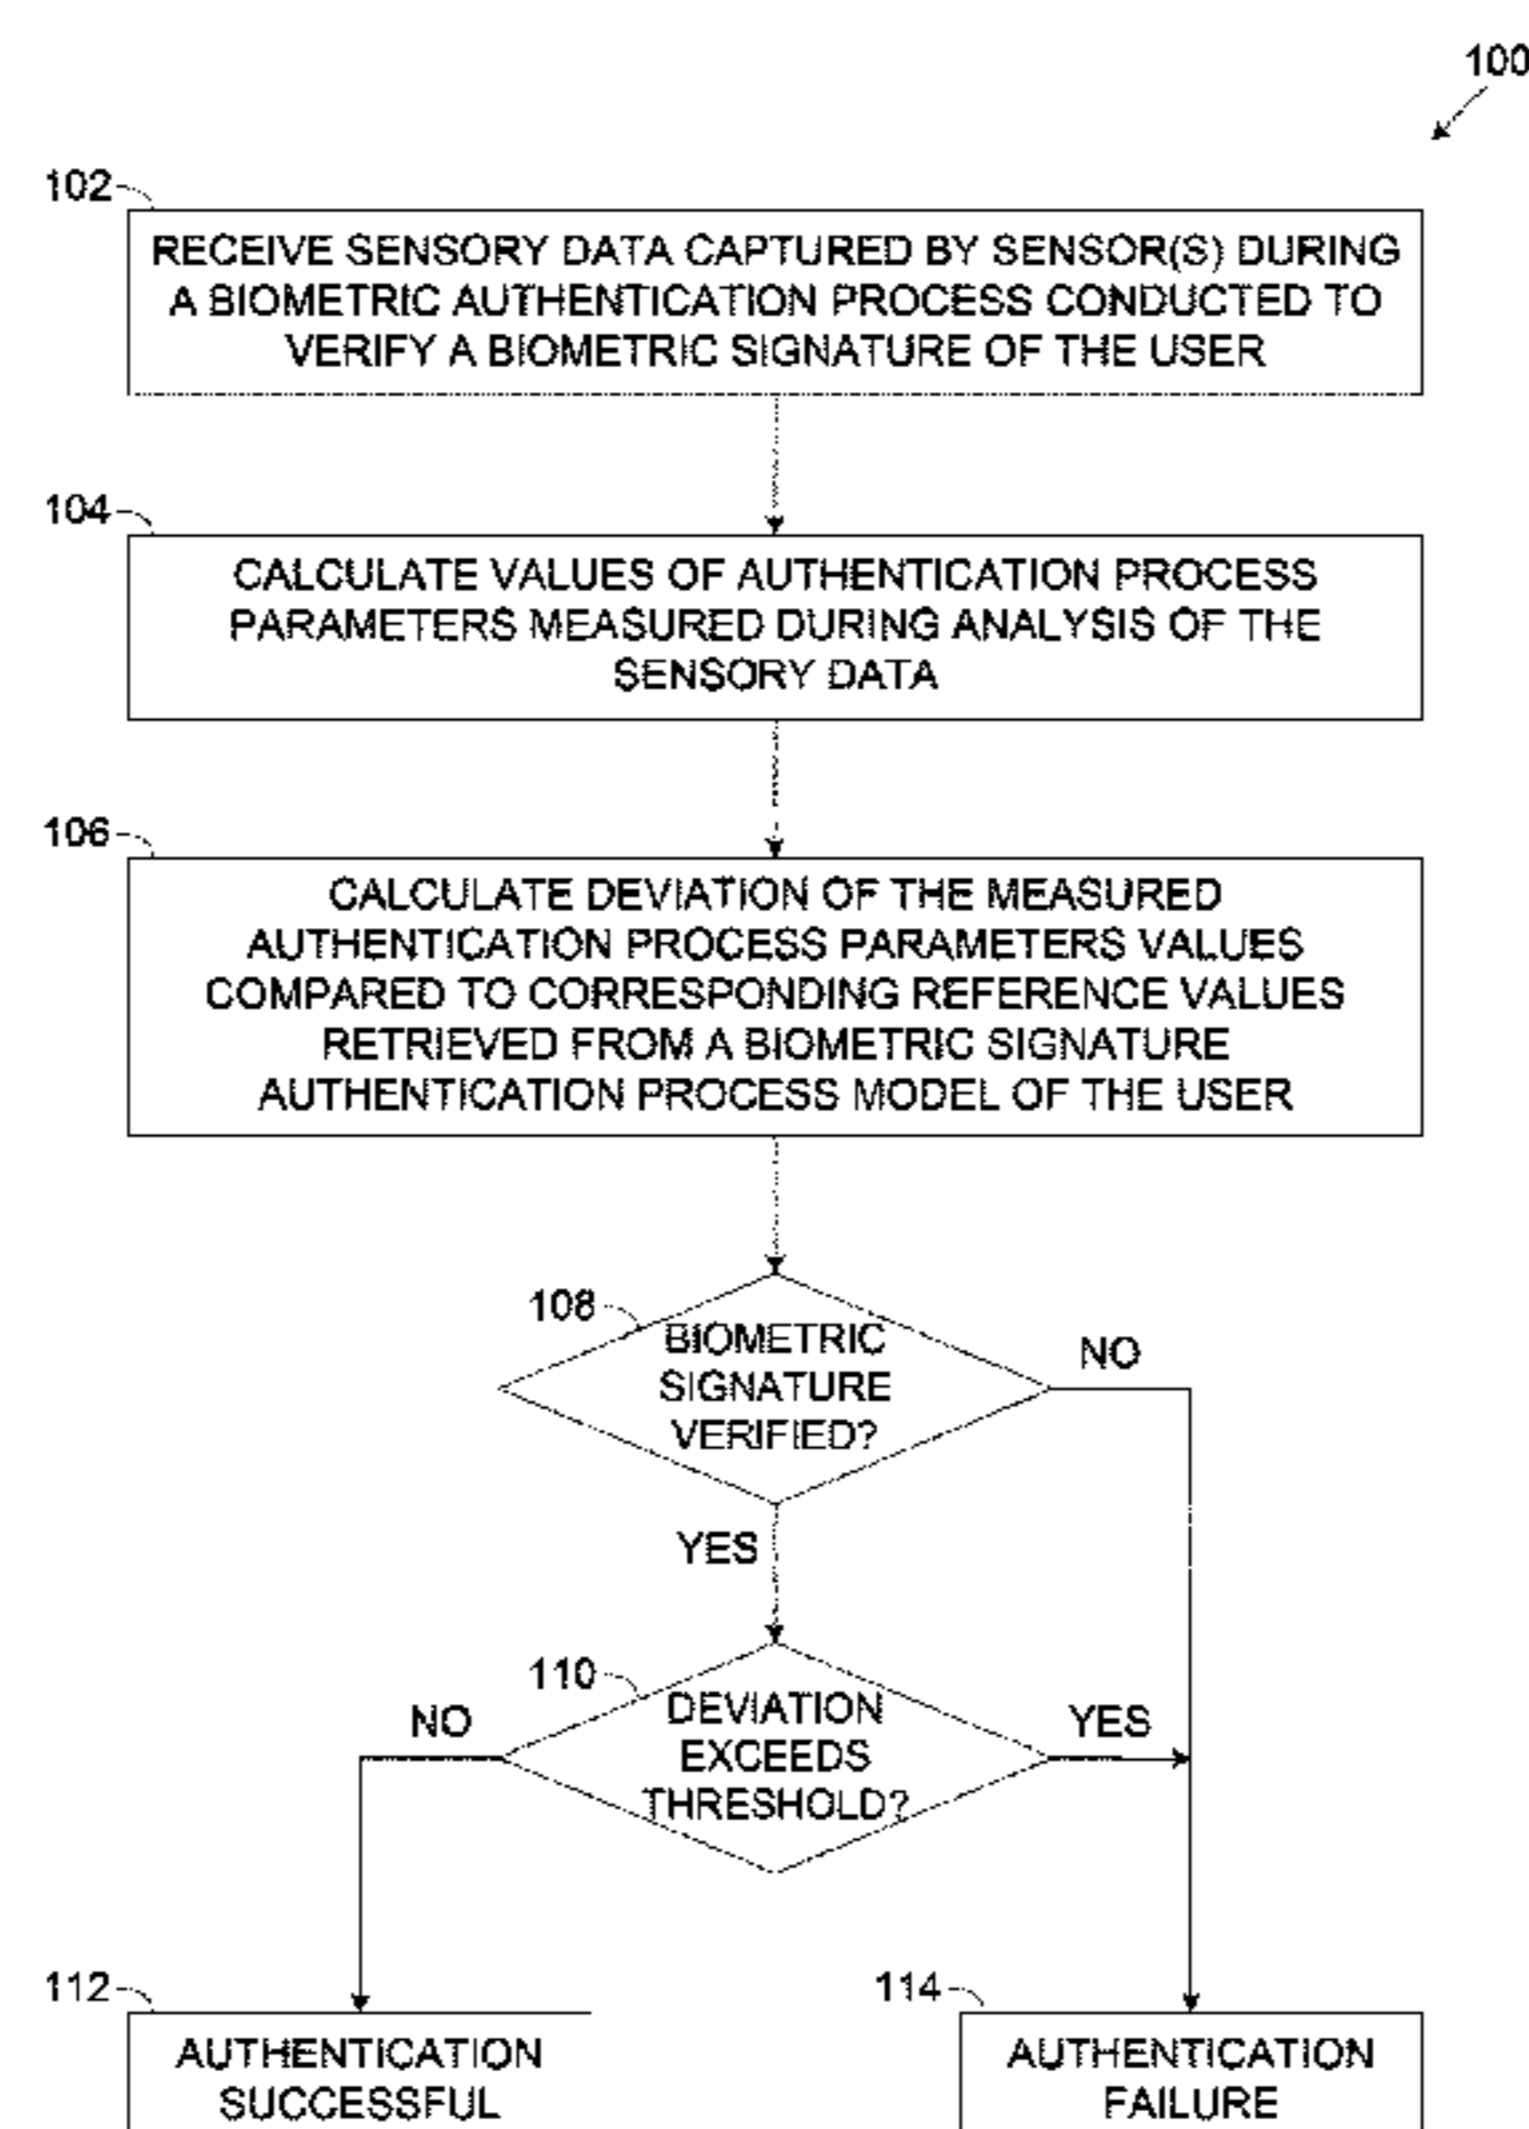 100
102
RECEIVE SENSORY DATA CAPTURED BY SENSOR(S) DURING
A BIOMETRIC AUTHENTICATION PROCESS CONDUCTED TO
VERIFY A BIOMETRIC SIGNATURE OF THE USER
104
CALCULATE VALUES OF AUTHENTICATION PROCESS
PARAMETERS MEASURED DURING ANALYSIS OF THE
SENSORY DATA
106
CALCULATE DEVIATION OF THE MEASURED
AUTHENTICATION PROCESS PARAMETERS VALUES
COMPARED TO CORRESPONDING REFERENCE VALUES
RETRIEVED FROM A BIOMETRIC SIGNATURE
AUTHENTICATION PROCESS MODEL OF THE USER
108
BIOMETRIC
SIGNATURE
VERIFIED?
NO
YES
110
DEVIATION
EXCEEDS
THRESHOLD?
NO
YES
112
AUTHENTICATION
SUCCESSFUL
114
AUTHENTICATION
FAILURE